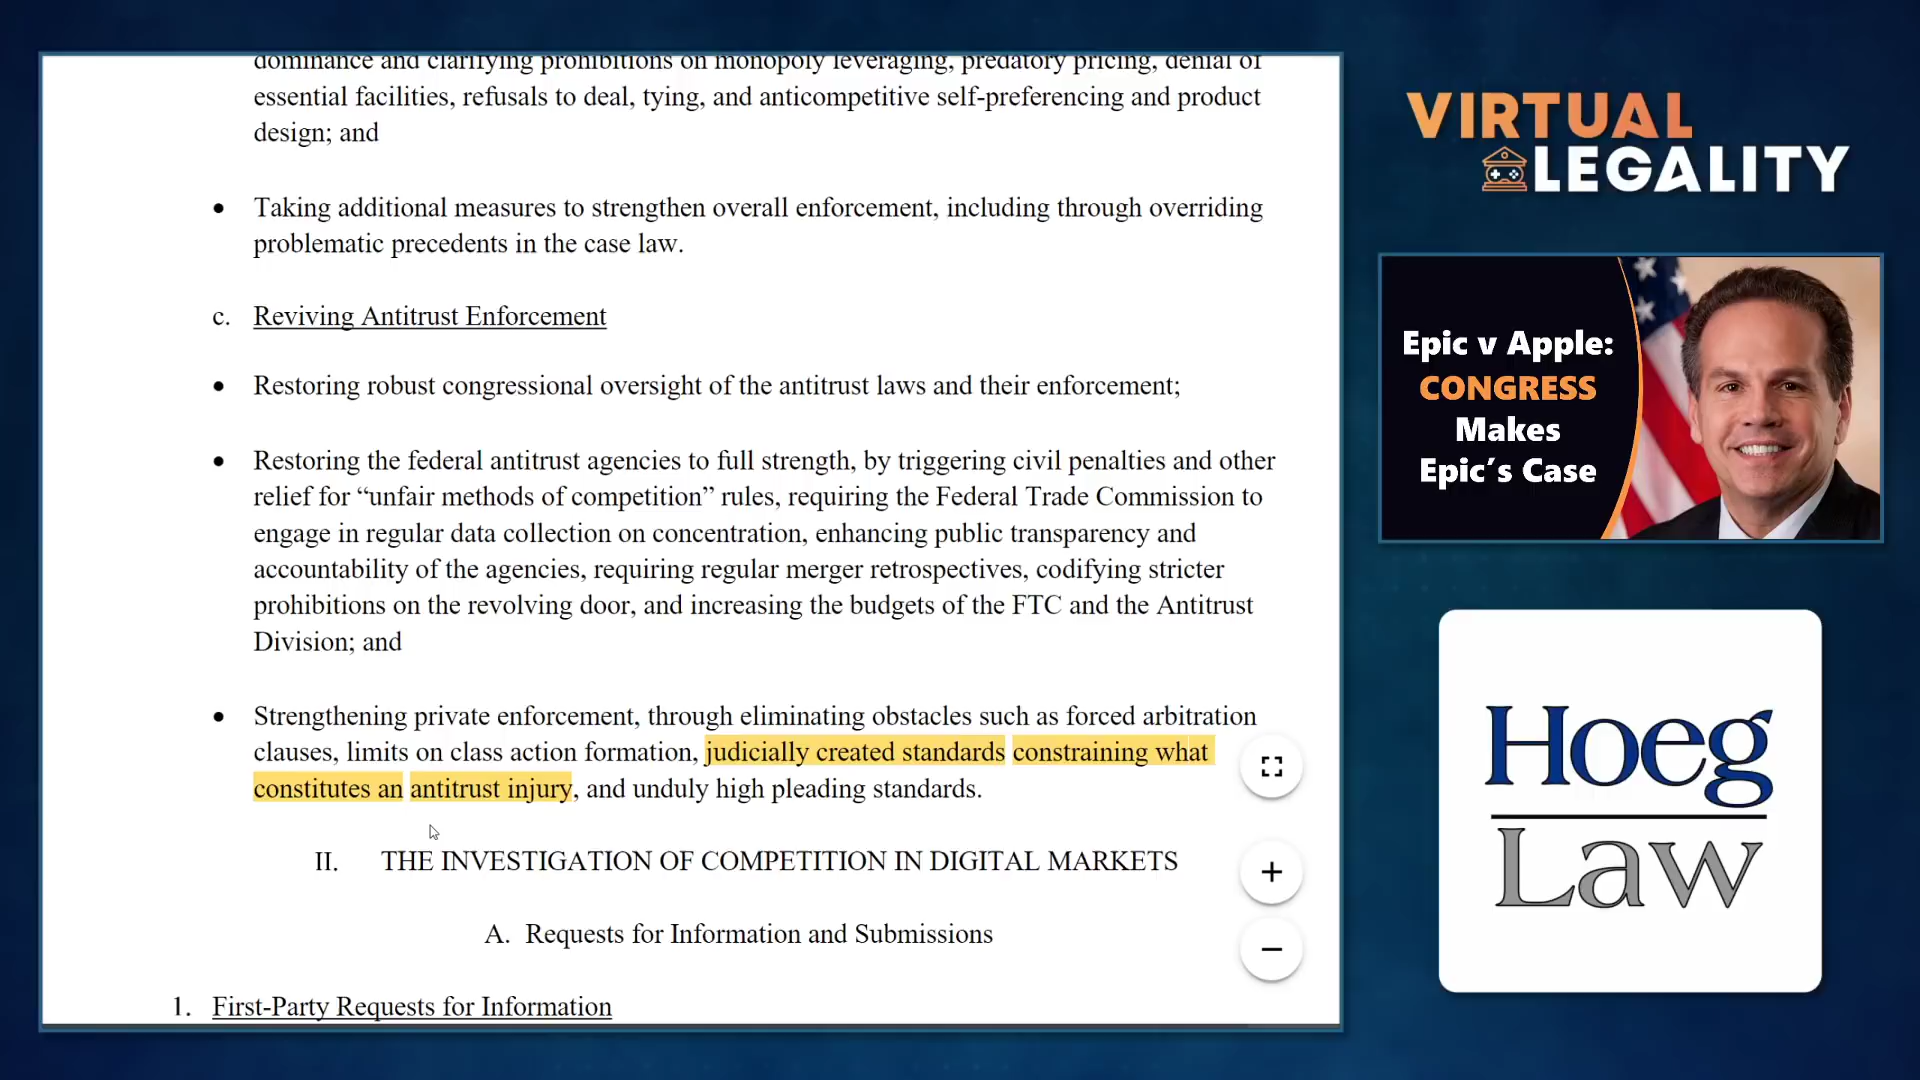 dominance and clarifying prohibitions on monopoly leveraging, predatory pricing, denial of
essential facilities, refusals to deal, tying, and anticompetitive self-preferencing and product
design; and
• Taking additional measures to strengthen overall enforcement, including through overriding
problematic precedents in the case law.
c. Reviving Antitrust Enforcement
• Restoring robust congressional oversight of the antitrust laws and their enforcement;
• Restoring the federal antitrust agencies to full strength, by triggering civil penalties and other
relief for “unfair methods of competition” rules, requiring the Federal Trade Commission to
engage in regular data collection on concentration, enhancing public transparency and
accountability of the agencies, requiring regular merger retrospectives, codifying stricter
prohibitions on the revolving door, and increasing the budgets of the FTC and the Antitrust
Division; and
• Strengthening private enforcement, through eliminating obstacles such as forced arbitration
clauses, limits on class action formation, judicially created standards constraining what
constitutes an antitrust injury, and unduly high pleading standards.
II. THE INVESTIGATION OF COMPETITION IN DIGITAL MARKETS
A. Requests for Information and Submissions
1. First-Party Requests for Information
VIRTUAL
LEGALITY
Epic v Apple:
CONGRESS
Makes
Epic's Case
Hoeg
Law